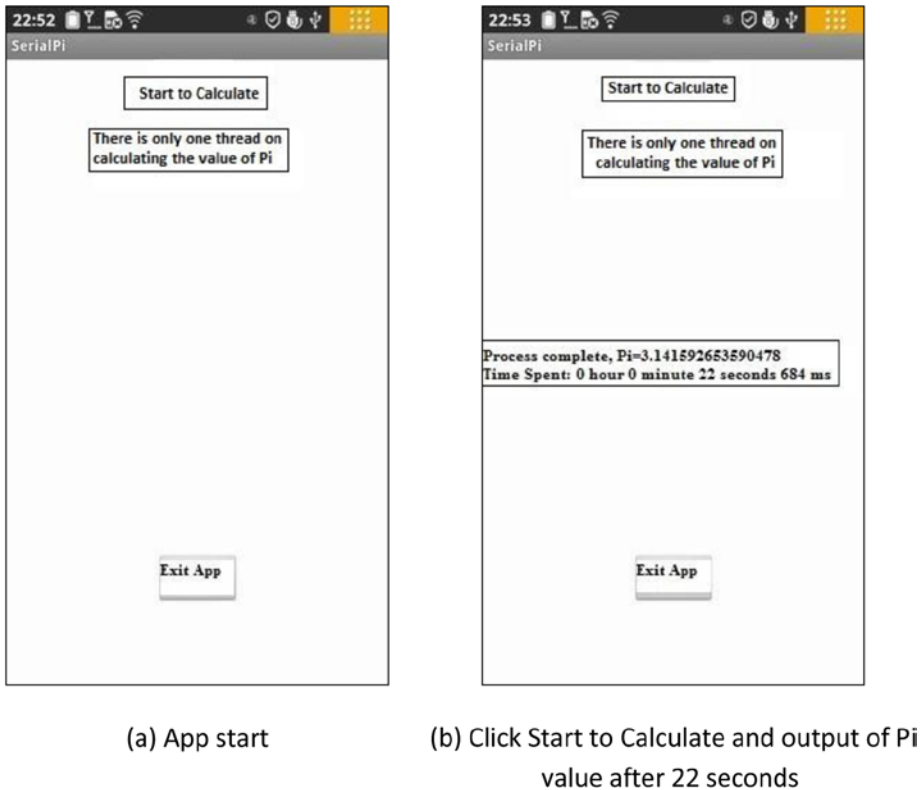 22:52
SerialPi
Start to Calculate
There is only one thread on
calculating the value of Pi
Exit App
22:53
SerialPi
Start to Calculate
There is only one thread on
calculating the value of Pi
Process complete, Pi=3.141592653590478
Time Spent: 0 hour 0 minute 22 seconds 684 ms
Exit App
(a) App start
(b) Click Start to Calculate and output of Pi
value after 22 seconds